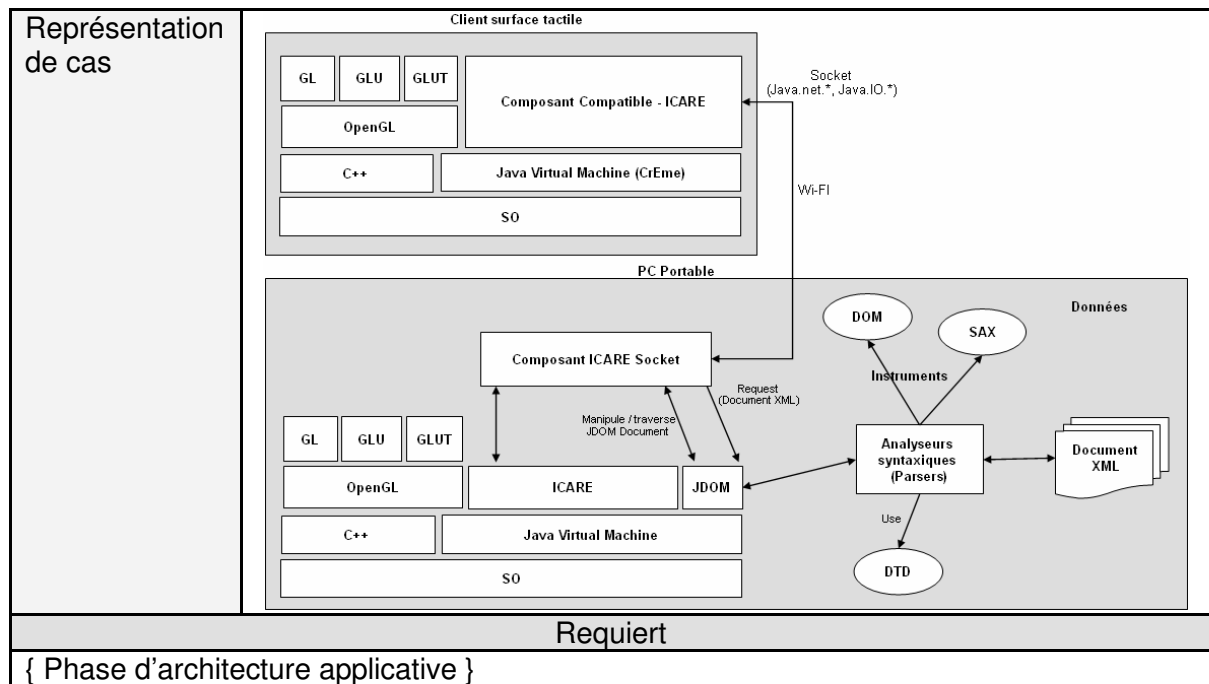 Représentation
de cas
Client surface tactile
GL
GLU
GLUT
Composant Compatible - ICARE
OpenGL
C++
Java Virtual Machine (CrEme)
SO
Socket
(Java.net.*, Java.IO.*)
Wi-FI
PC Portable
Données
DOM
SAX
Instruments
Composant ICARE Socket
Request
(Document XML)
Manipule / traverse
JDOM Document
GL
GLU
GLUT
Analyseurs
syntaxiques
(Parsers)
Document
XML
OpenGL
ICARE
JDOM
Use
C++
Java Virtual Machine
DTD
SO
Requiert
{ Phase d’architecture applicative }